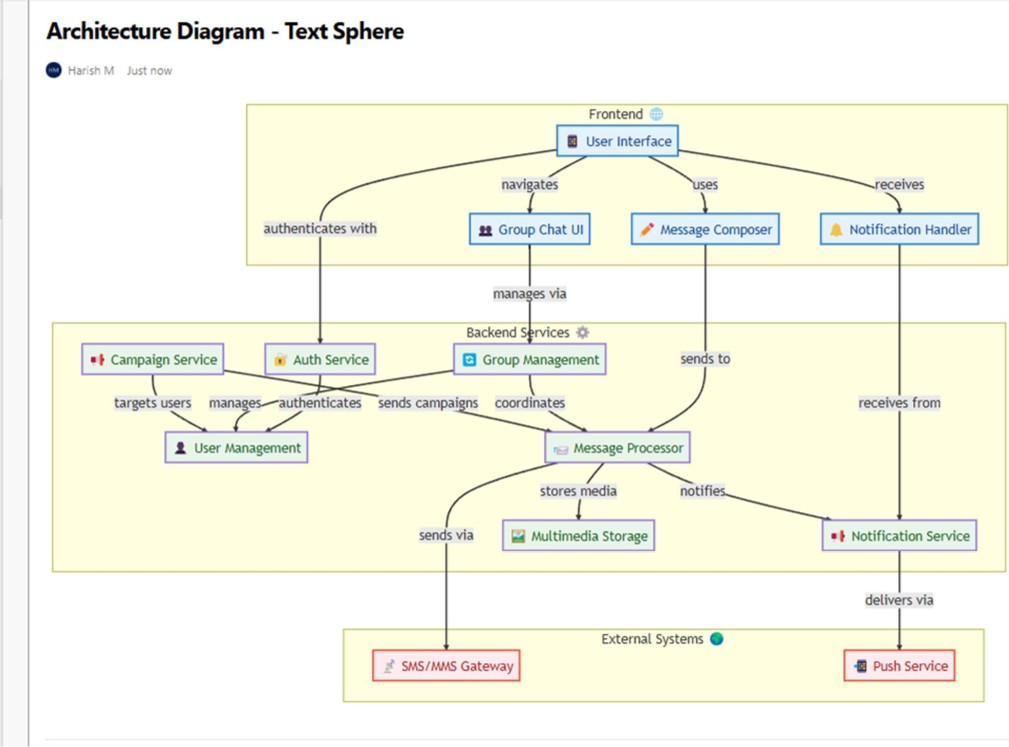 Architecture Diagram - Text Sphere
HM Harish M Just now
Frontend
User Interface
navigates
uses
receives
authenticates with
Group Chat UI
Message Composer
Notification Handler
manages via
Backend Services
Campaign Service
Auth Service
Group Management
sends to
targets users
manages
authenticates
sends campaigns
coordinates
receives from
User Management
Message Processor
stores media
notifies
sends via
Multimedia Storage
Notification Service
delivers via
External Systems
SMS/MMS Gateway
Push Service